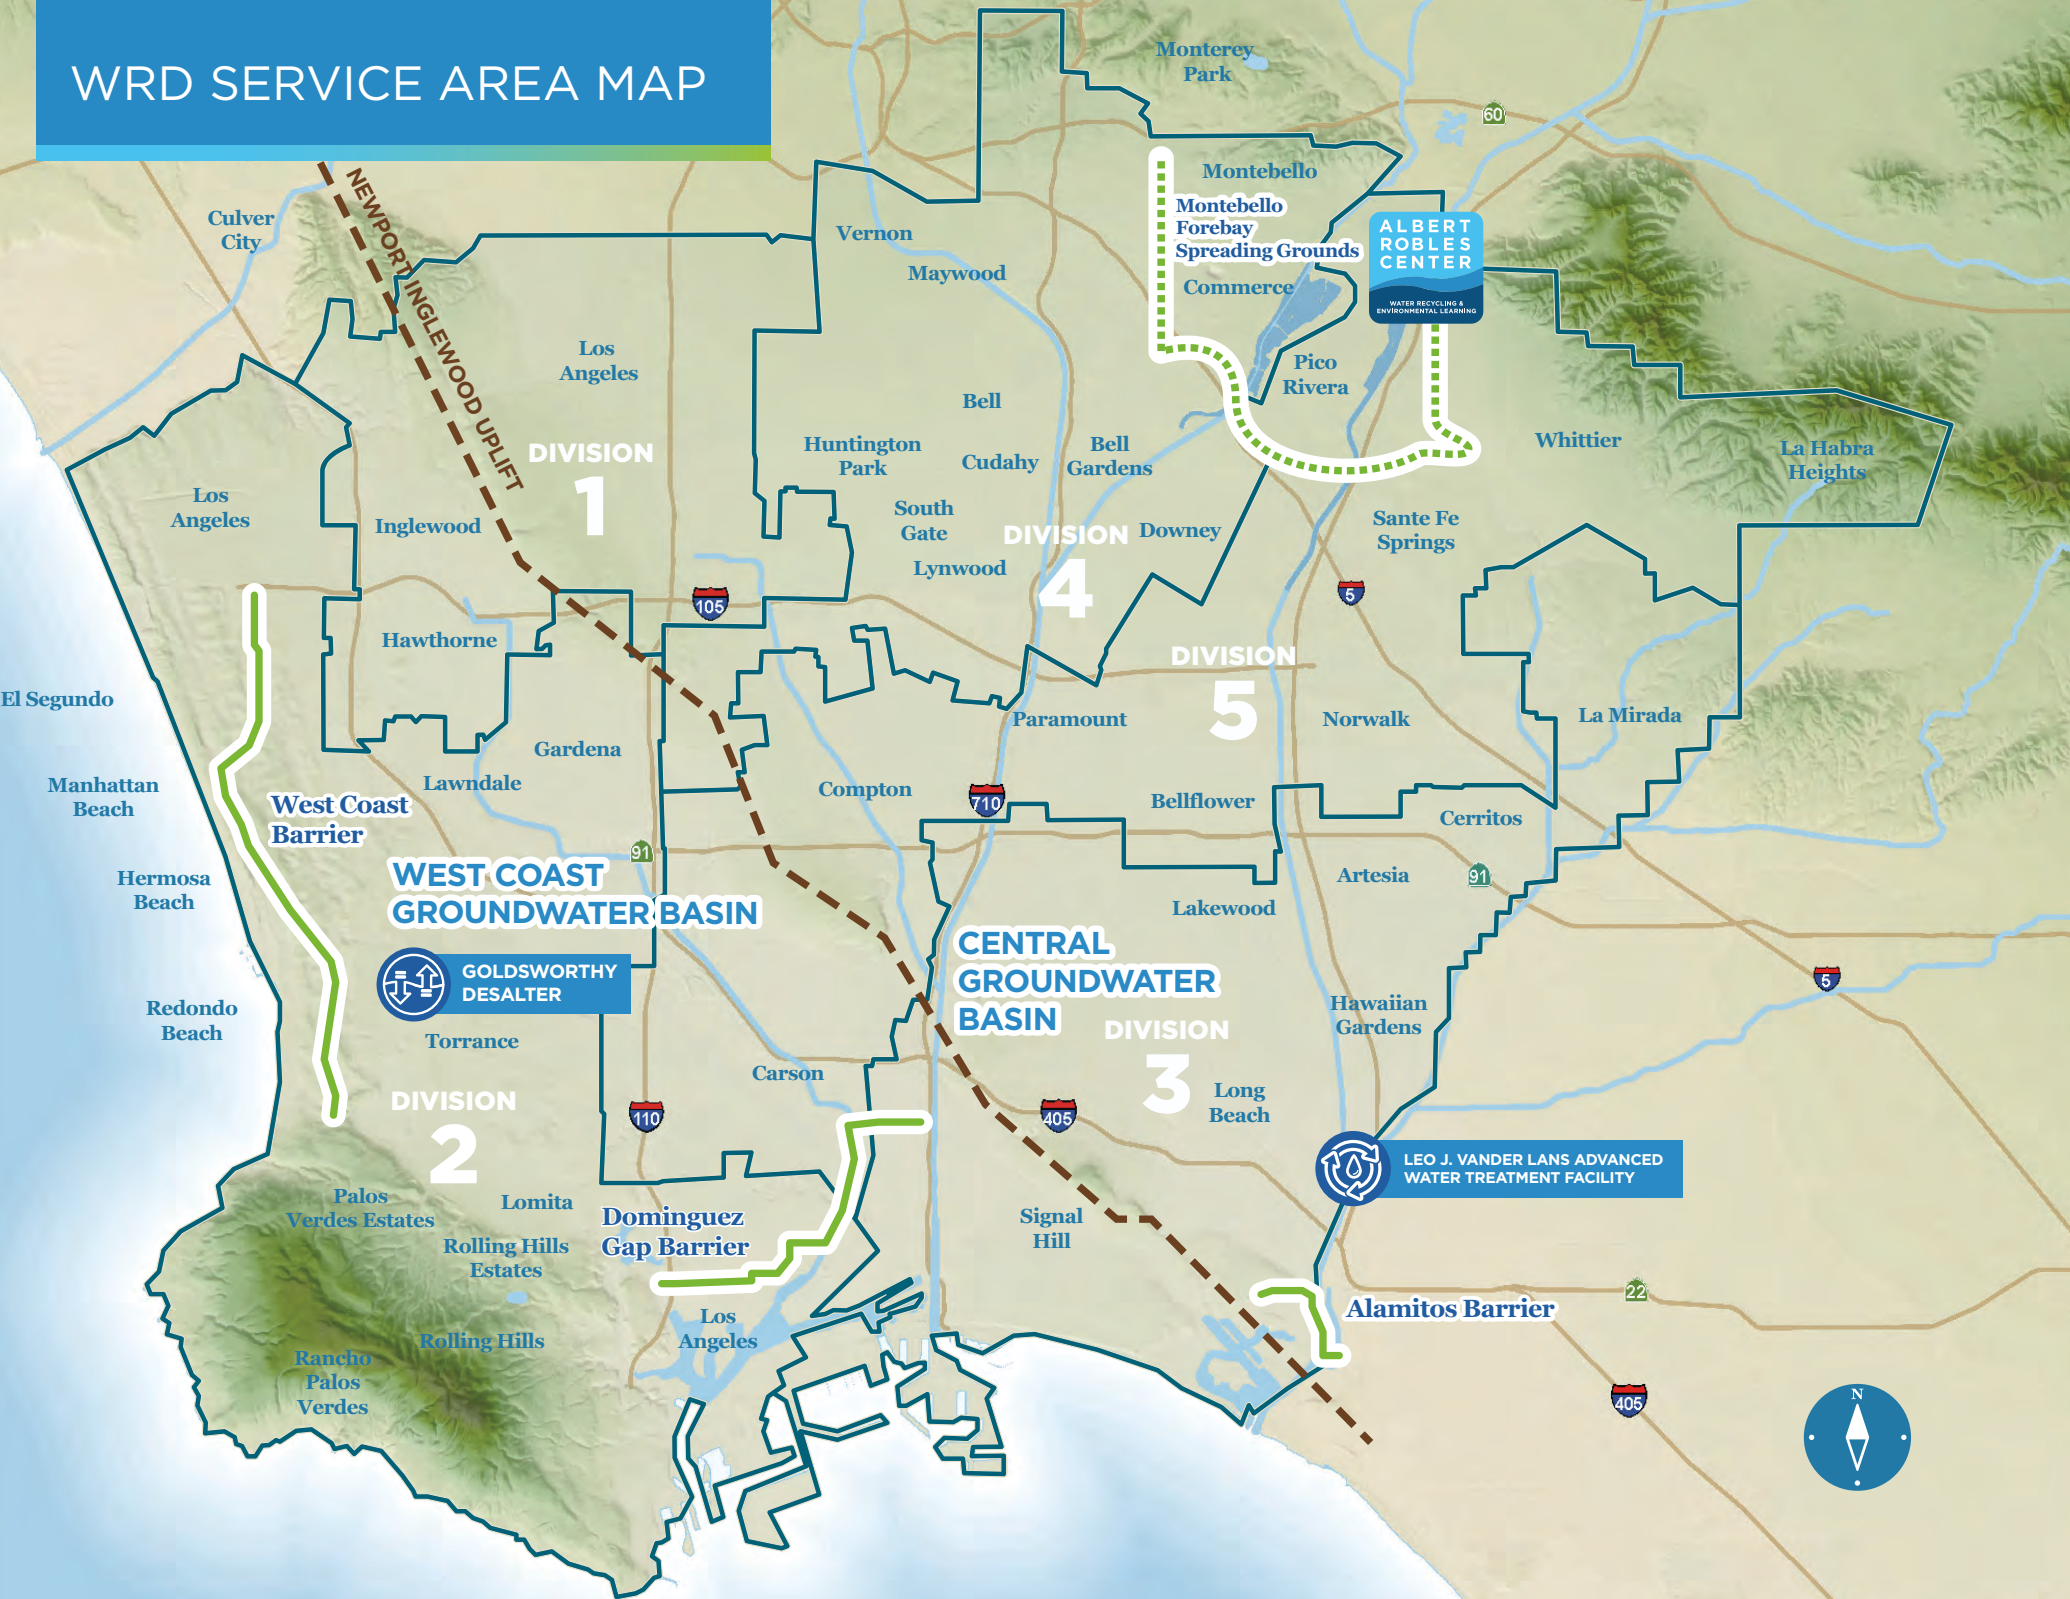 WRD SERVICE AREA MAP
Monterey
Park
60
Montebello
Montebello
Forebay
Spreading Grounds
Commerce
ALBERT
ROBLES
CENTER
WATER RECYCLING &
ENVIRONMENTAL LEARNING
Culver
City
NEWPORT INGLEWOOD UPLIFT
Vernon
Maywood
Los
Angeles
Pico
Rivera
Bell
DIVISION
1
Huntington
Park
Cudahy
Bell
Gardens
Whittier
La Habra
Heights
Los
Angeles
Inglewood
South
Gate
DIVISION
4
Downey
Sante Fe
Springs
Lynwood
105
5
Hawthorne
DIVISION
5
El Segundo
Paramount
Norwalk
La Mirada
Gardena
Lawndale
Manhattan
Beach
West Coast
Barrier
Compton
710
Bellflower
Cerritos
91
WEST COAST
GROUNDWATER BASIN
Hermosa
Beach
Artesia
91
Lakewood
CENTRAL
GROUNDWATER
BASIN
GOLDSWORTHY
DESALTER
5
Redondo
Beach
Hawaiian
Gardens
Torrance
DIVISION
3
Carson
Long
Beach
DIVISION
2
110
405
LEO J. VANDER LANS ADVANCED
WATER TREATMENT FACILITY
Palos
Verdes Estates
Lomita
Dominguez
Gap Barrier
Signal
Hill
Rolling Hills
Estates
22
Alamitos Barrier
Los
Angeles
Rolling Hills
Rancho
Palos
Verdes
405
N